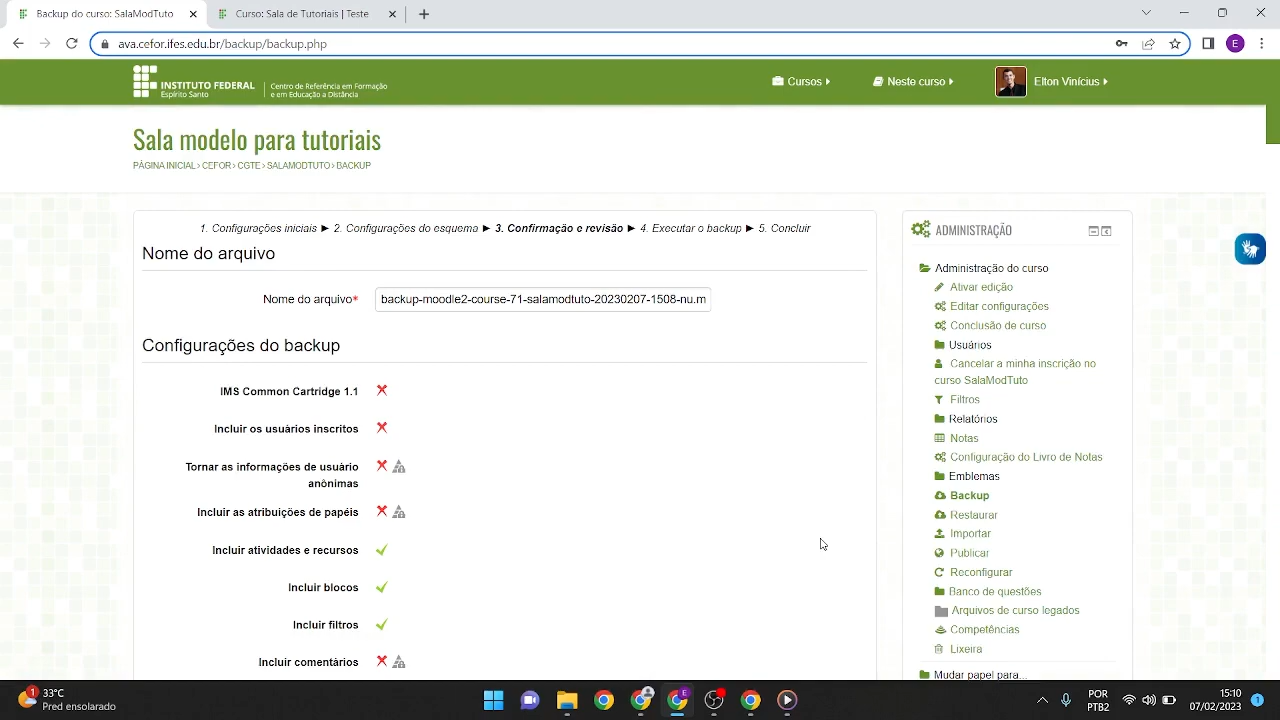 Backup do curso: SalaModTuto
Curso: Tutoriais | Teste
ava.cefor.ifes.edu.br/backup/backup.php
E
INSTITUTO FEDERAL
Espírito Santo
Centro de Referência em Formação
e em Educação a Distância
Cursos
Neste curso
Elton Vinícius
Sala modelo para tutoriais
PÁGINA INICIAL › CEFOR › CGTE › SALAMODTUTO › BACKUP
1. Configurações iniciais ► 2. Configurações do esquema ► 3. Confirmação e revisão ► 4. Executar o backup ► 5. Concluir
Nome do arquivo
Nome do arquivo*
backup-moodle2-course-71-salamodtuto-20230207-1508-nu.m
Configurações do backup
IMS Common Cartridge 1.1
Incluir os usuários inscritos
Tornar as informações de usuário
anônimas
Incluir as atribuições de papéis
Incluir atividades e recursos
Incluir blocos
Incluir filtros
Incluir comentários
ADMINISTRAÇÃO
Administração do curso
Ativar edição
Editar configurações
Conclusão de curso
Usuários
Cancelar a minha inscrição no
curso SalaModTuto
Filtros
Relatórios
Notas
Configuração do Livro de Notas
Emblemas
Backup
Restaurar
Importar
Publicar
Reconfigurar
Banco de questões
Arquivos de curso legados
Competências
Lixeira
Mudar papel para...
1
33°C
Pred ensolarado
E
POR
PTB2
15:10
07/02/2023
1